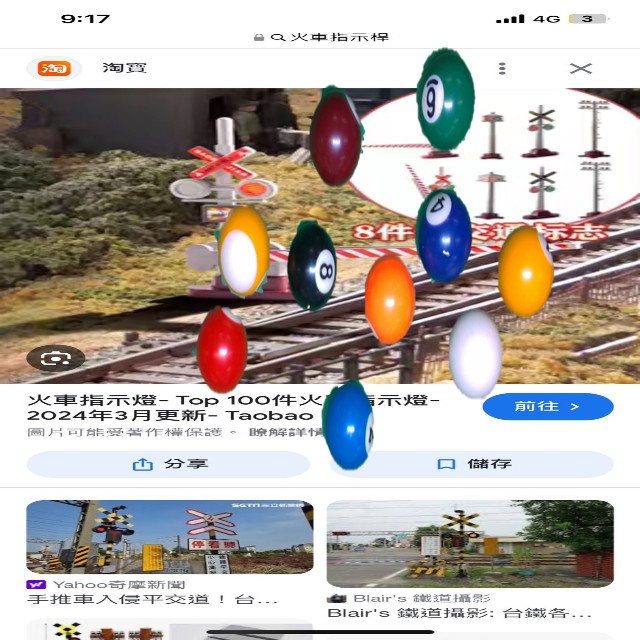 9:17
4G
3
火車指示桿
淘
淘寶
8件
交通标志
火車指示燈- Top 100件火
指示燈-
2024年3月更新- Taobao
前往 >
圖片可能受著作權保護。 瞭解詳情
分享
儲存
停看聽
Yahoo奇摩新聞
Blair's 鐵道攝影
手推車入侵平交道！台...
Blair's 鐵道攝影: 台鐵各...